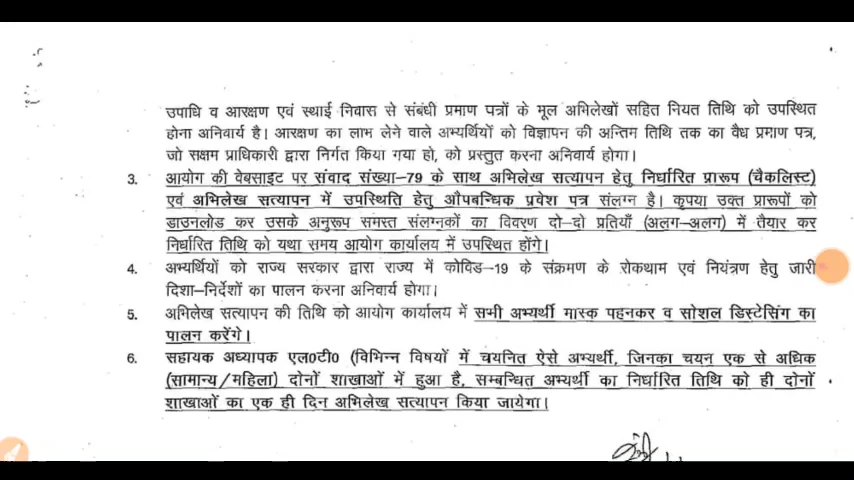 उपाधि व आरक्षण एवं स्थाई निवास से संबंधी प्रमाण पत्रों के मूल अभिलेखों सहित नियत तिथि को उपस्थित
होना अनिवार्य है। आरक्षण का लाभ लेने वाले अभ्यर्थियों को विज्ञापन की अन्तिम तिथि तक का वैध प्रमाण पत्र,
जो सक्षम प्राधिकारी द्वारा निर्गत किया गया हो, को प्रस्तुत करना अनिवार्य होगा।
3. आयोग की वेबसाइट पर संवाद संख्या–79 के साथ अभिलेख सत्यापन हेतु निर्धारित प्रारूप (चैकलिस्ट)
एवं अभिलेख सत्यापन में उपस्थिति हेतु औपबन्धिक प्रवेश पत्र संलग्न है। कृपया उक्त प्रारूपों को
डाउनलोड कर उसके अनुरूप समस्त संलग्नकों का विवरण दो–दो प्रतियाँ (अलग–अलग) में तैयार कर
निर्धारित तिथि को यथा समय आयोग कार्यालय में उपस्थित होंगे।
4. अभ्यर्थियों को राज्य सरकार द्वारा राज्य में कोविड–19 के संक्रमण के रोकथाम एवं नियंत्रण हेतु जारी
दिशा–निर्देशों का पालन करना अनिवार्य होगा।
5. अभिलेख सत्यापन की तिथि को आयोग कार्यालय में सभी अभ्यर्थी मास्क पहनकर व सोशल डिस्टेसिंग का
पालन करेंगे।
6. सहायक अध्यापक एल0टी0 (विभिन्न विषयों में चयनित ऐसे अभ्यर्थी, जिनका चयन एक से अधिक
(सामान्य/महिला) दोनों शाखाओं में हुआ है, सम्बन्धित अभ्यर्थी का निर्धारित तिथि को ही दोनों
शाखाओं का एक ही दिन अभिलेख सत्यापन किया जायेगा।